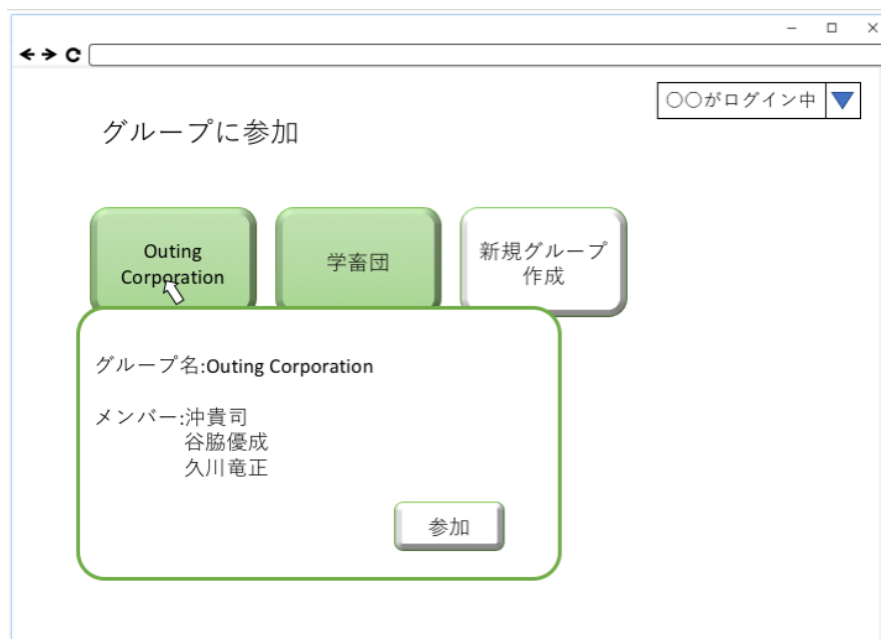 ○○がログイン中
グループに参加
Outing
Corporation
学畜団
新規グループ
作成
グループ名:Outing Corporation
メンバー:沖貴司
谷脇優成
久川竜正
参加